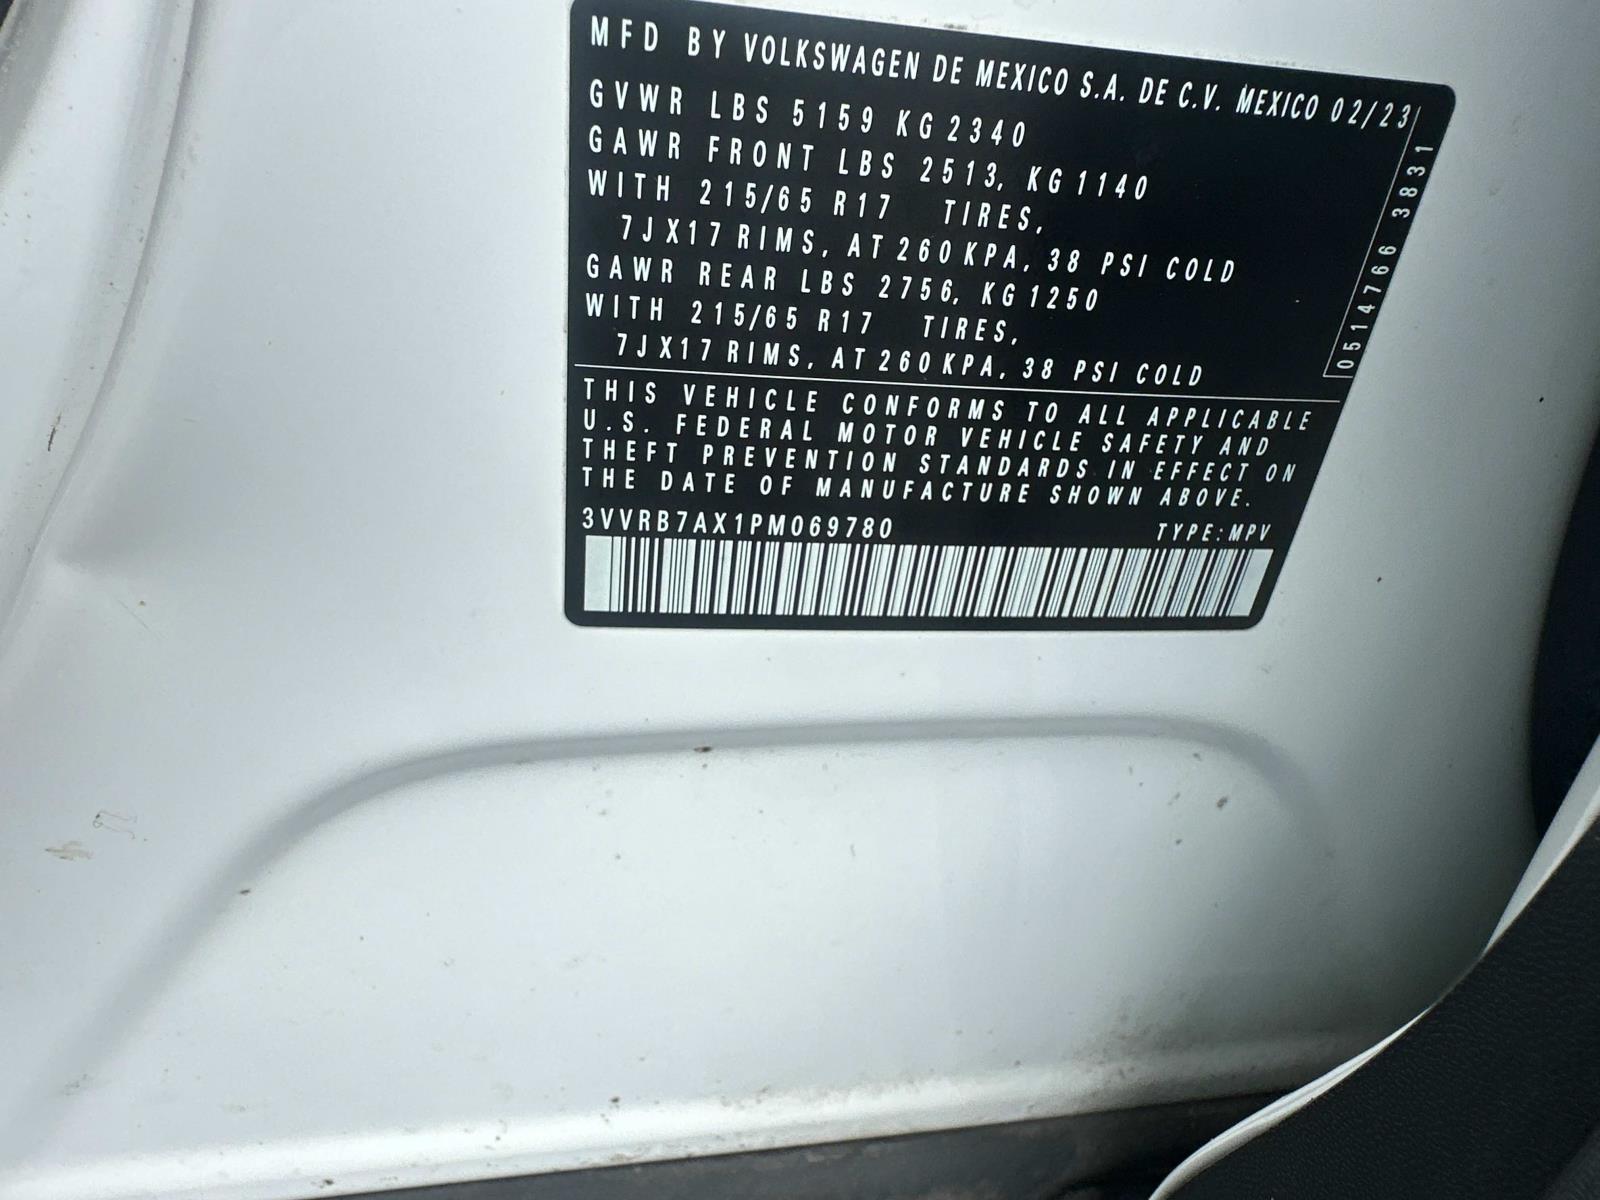 MFD BY VOLKSWAGEN DE MEXICO S.A. DE C.V. MEXICO 02/23
GVWR LBS 5159 KG 2340
GAWR FRONT LBS 2513, KG 1140
WITH 215/65 R17 TIRES,
7JX17 RIMS, AT 260 KPA, 38 PSI COLD
GAWR REAR LBS 2756, KG 1250
WITH 215/65 R17 TIRES,
7JX17 RIMS, AT 260 KPA, 38 PSI COLD
THIS VEHICLE CONFORMS TO ALL APPLICABLE
U.S. FEDERAL MOTOR VEHICLE SAFETY AND
THEFT PREVENTION STANDARDS IN EFFECT ON
THE DATE OF MANUFACTURE SHOWN ABOVE.
3VVRB7AX1PM069780 TYPE:MPV
0514766 3831